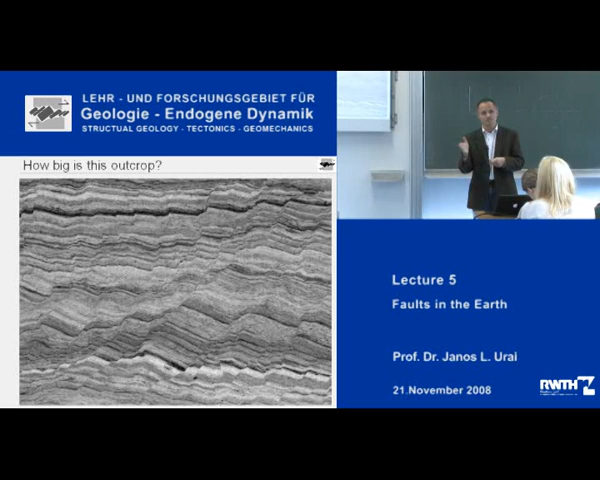 LEHR - UND FORSCHUNGSGEBIET FÜR
Geologie - Endogene Dynamik
STRUCTUAL GEOLOGY - TECTONICS - GEOMECHANICS
How big is this outcrop?
Lecture 5
Faults in the Earth
Prof. Dr. Janos L. Urai
21.November 2008
RWTH